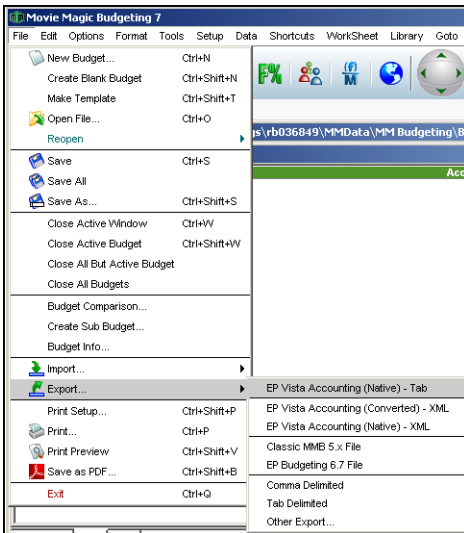 Movie Magic Budgeting 7
File Edit Options Format Tools Setup Data Shortcuts WorkSheet Library Goto
New Budget... Ctrl+N
Create Blank Budget Ctrl+Shift+N
Make Template Ctrl+Shift+T
Open File... Ctrl+O
Reopen
Save Ctrl+S
Save All
Save As... Ctrl+Shift+S
Close Active Window Ctrl+W
Close Active Budget Ctrl+Shift+W
Close All But Active Budget
Close All Budgets
Budget Comparison...
Create Sub Budget...
Budget Info...
Import...
Export...
Print Setup... Ctrl+Shift+P
Print... Ctrl+P
Print Preview Ctrl+Shift+V
Save as PDF... Ctrl+Shift+B
Exit Ctrl+Q
F%
M
\rb036849\MMData\MM Budgeting\B
Acc
EP Vista Accounting (Native) - Tab
EP Vista Accounting (Converted) - XML
EP Vista Accounting (Native) - XML
Classic MMB 5.x File
EP Budgeting 6.7 File
Comma Delimited
Tab Delimited
Other Export...